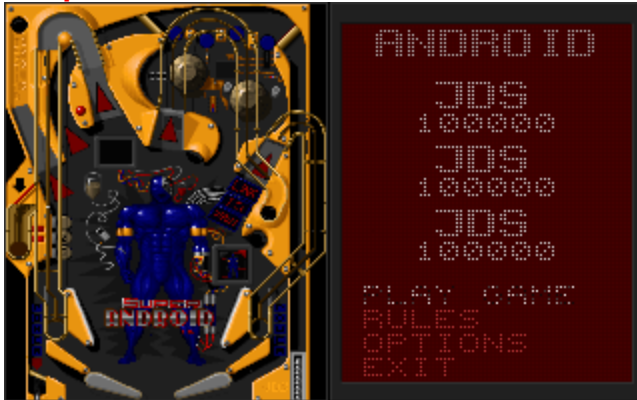 SUPER
ANDROID
ANDROID
JDS
100000
JDS
100000
JDS
100000
PLAY GAME
RULES
OPTIONS
EXIT